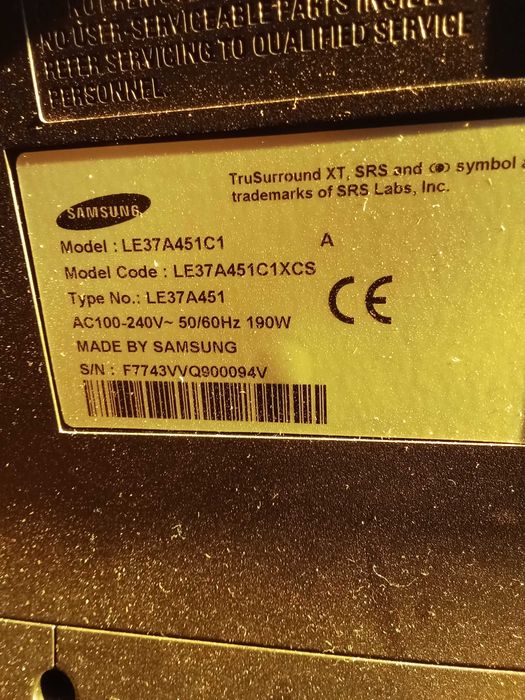 NO USER-SERVICEABLE PARTS INSIDE.
REFER SERVICING TO QUALIFIED SERVICE
PERSONNEL.
TruSurround XT, SRS and symbol
trademarks of SRS Labs, Inc.
SAMSUNG
Model : LE37A451C1 A
Model Code : LE37A451C1XCS
Type No.: LE37A451
AC100-240V~ 50/60Hz 190W
CE
MADE BY SAMSUNG
S/N : F7743VVQ900094V